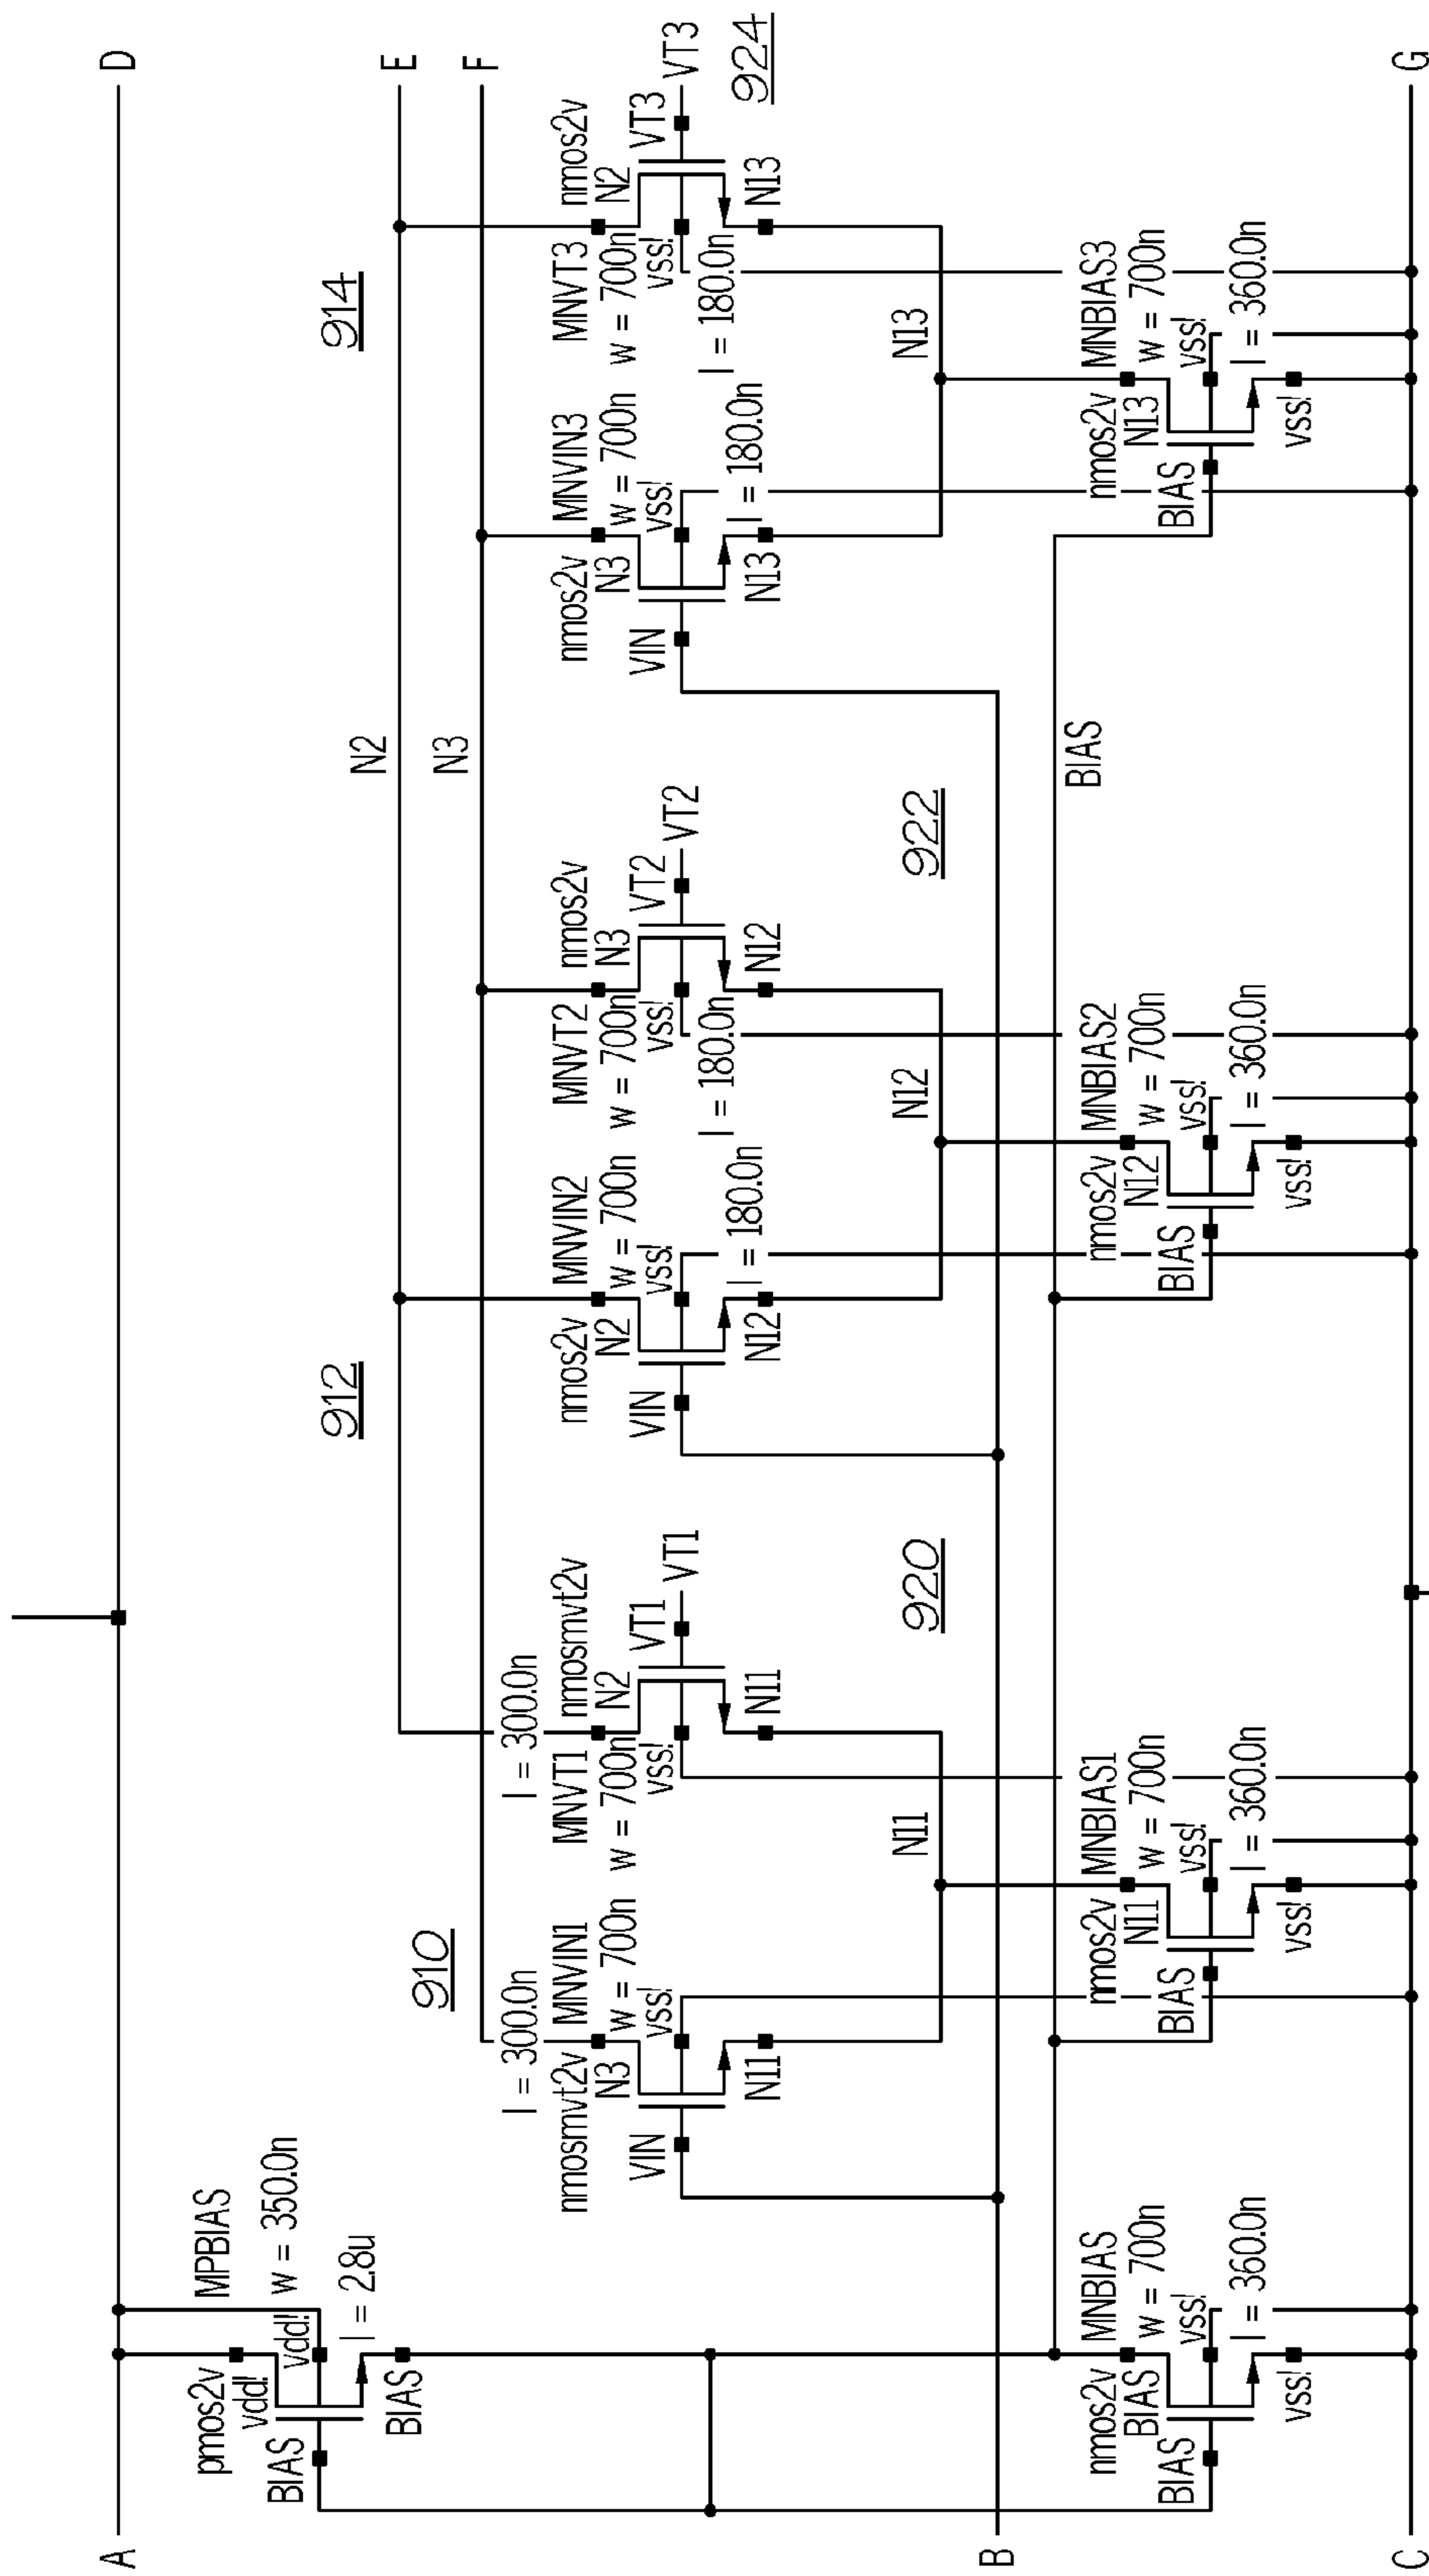 A
D
E
F
N2
N3
914
912
910
pmos2v
vdd!
MPBIAS
BIAS
vdd!
w = 350.0n
l = 2.8u
BIAS
l = 300.0n
nmosmvt2v
N3
MNVIN1
w = 700n
VIN
vss!
N11
l = 300.0n
MNVT1
w = 700n
vss!
nmosmvt2v
N2
VT1
VT1
N11
N11
920
nmos2v
N2
MNVIN2
w = 700n
VIN
vss!
l = 180.0n
N12
MNVT2
w = 700n
vss!
l = 180.0n
nmos2v
N3
VT2
VT2
N12
N12
922
nmos2v
N3
MNVIN3
w = 700n
VIN
vss!
l = 180.0n
N13
MNVT3
w = 700n
vss!
l = 180.0n
nmos2v
N2
VT3
VT3
N13
N13
924
B
BIAS
nmos2v
BIAS
MNBIAS
w = 700n
BIAS
vss!
l = 360.0n
vss!
nmos2v
N11
MNBIAS1
w = 700n
BIAS
vss!
l = 360.0n
vss!
nmos2v
N12
MNBIAS2
w = 700n
BIAS
vss!
l = 360.0n
vss!
nmos2v
N13
MNBIAS3
w = 700n
BIAS
vss!
l = 360.0n
vss!
C
G